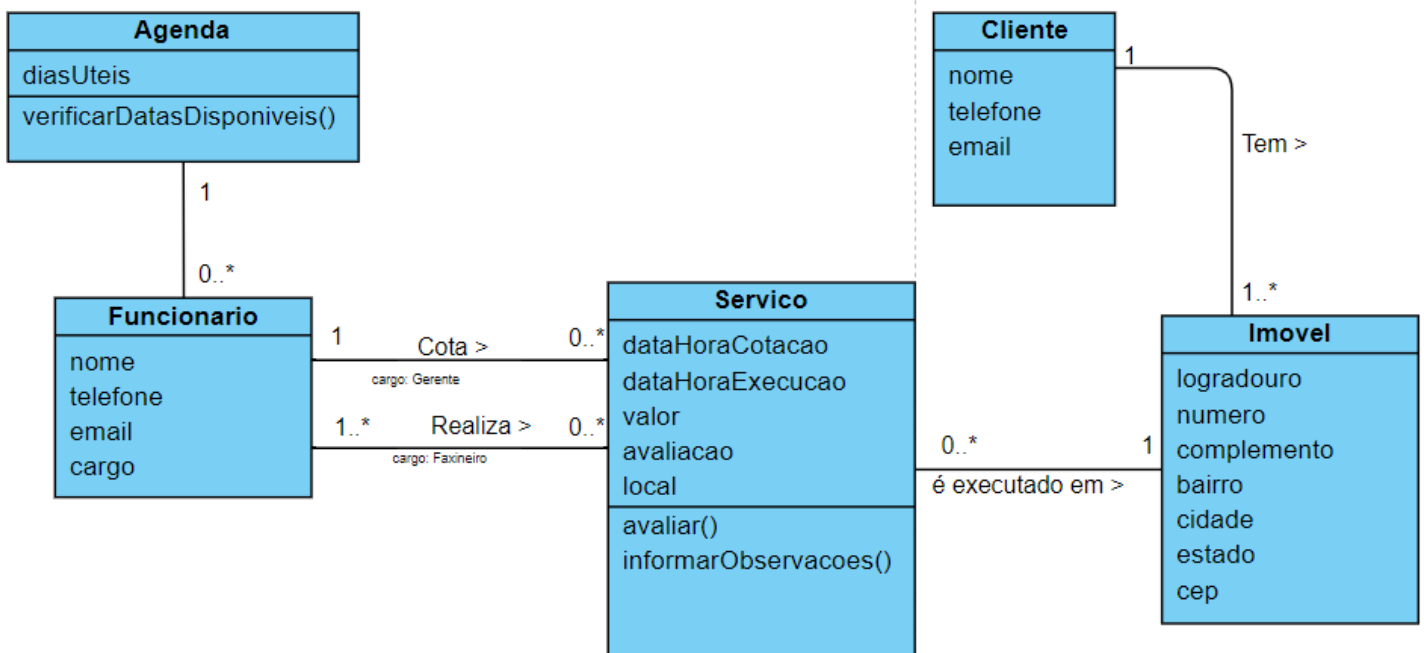 Agenda
diasUteis
verificarDatasDisponiveis()
1
0..*
Funcionario
nome
telefone
email
cargo
1
Cota >
0..*
cargo: Gerente
1..*
Realiza >
0..*
cargo: Faxineiro
Servico
dataHoraCotacao
dataHoraExecucao
valor
avaliacao
local
avaliar()
informarObservacoes()
Cliente
nome
telefone
email
1
Tem >
1..*
0..*
1
é executado em >
Imovel
logradouro
numero
complemento
bairro
cidade
estado
cep